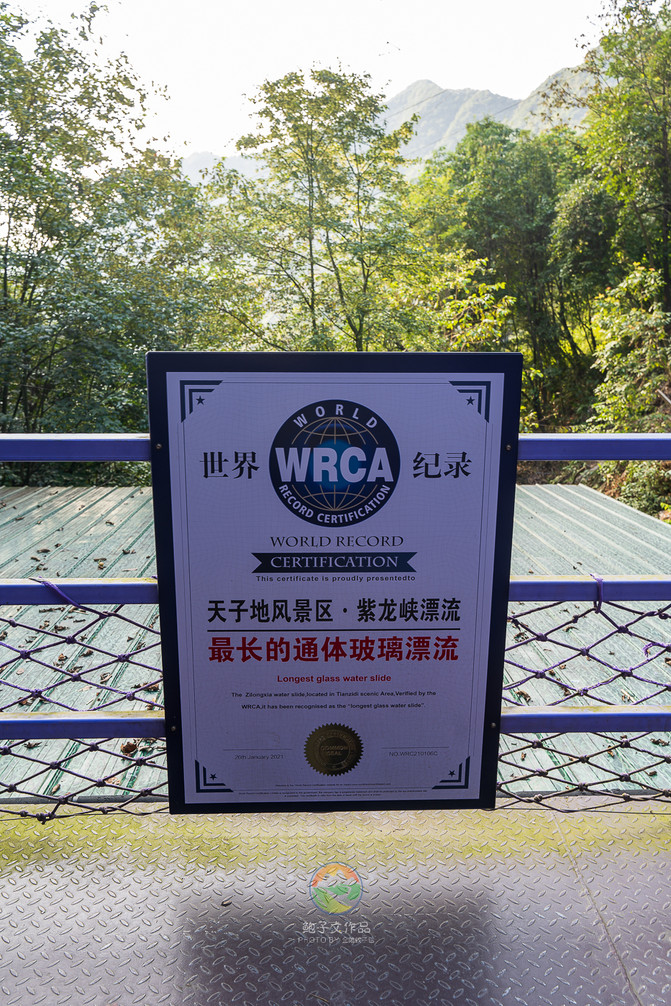 WORLD
世界 WRCA 纪录
RECORD CERTIFICATION
WORLD RECORD
CERTIFICATION
This certificate is proudly presentedto
天子地风景区·紫龙峡漂流
最长的通体玻璃漂流
Longest glass water slide
The Zilongxia water slide,located in Tianzidi scenic Area,Verified by the
WRCA,it has been recognised as the "longest glass water slide".
鲍子文作品
PHOTO BY